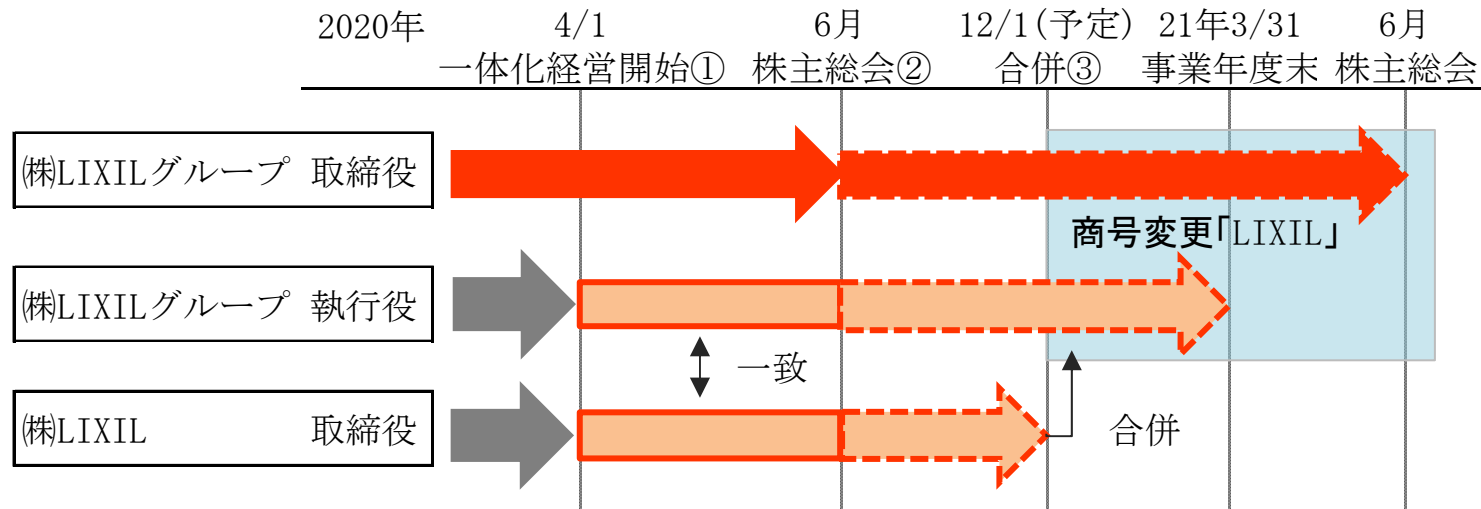 2020年 4/1 6月 12/1(予定) 21年3/31 6月
一体化経営開始① 株主総会② 合併③ 事業年度末 株主総会
㈱LIXILグループ 取締役
商号変更「LIXIL」
㈱LIXILグループ 執行役
一致
㈱LIXIL 取締役
合併